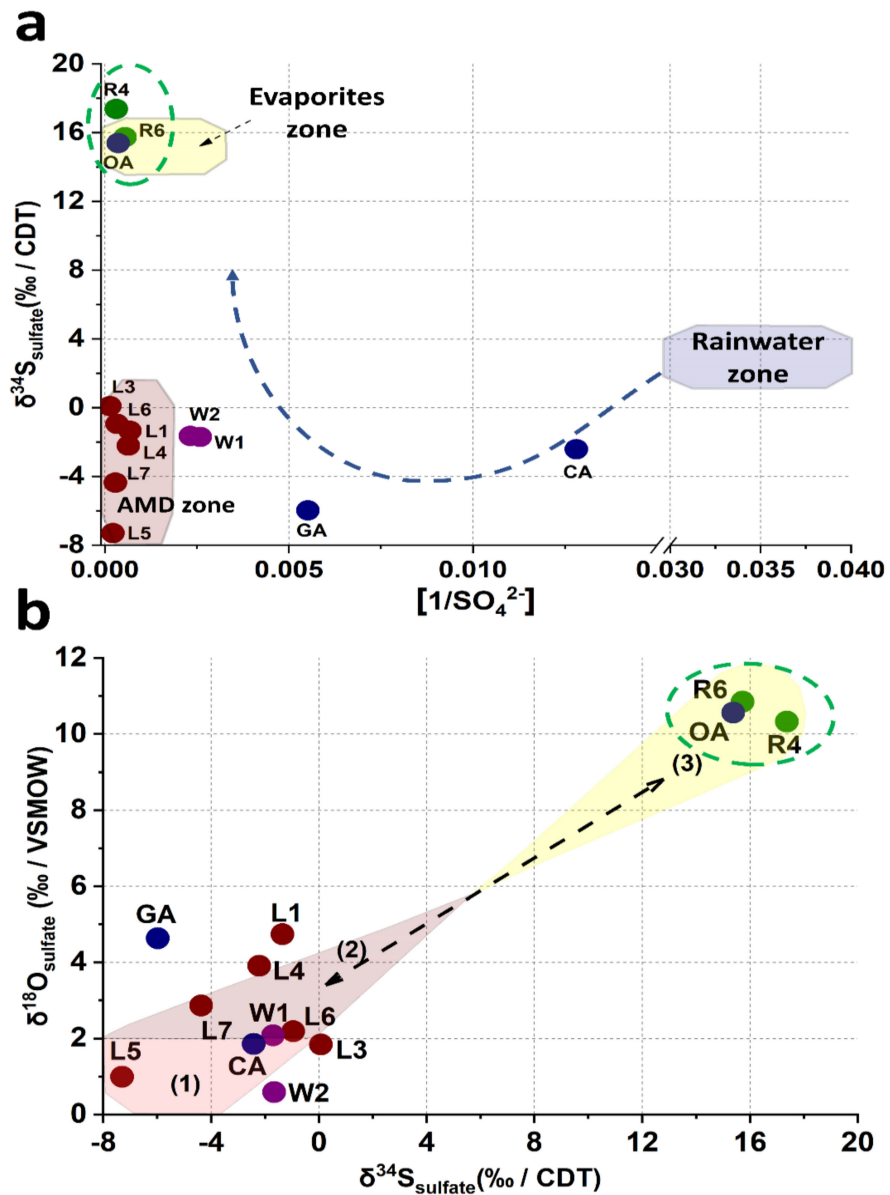 a
20
16
12
8
4
0
-4
-8
δ³⁴Ssulfate(‰ / CDT)
R4
R6
OA
Evaporites
zone
Rainwater
zone
L3
L6
L1
L4
L7
L5
AMD zone
W2
W1
GA
CA
0.000 0.005 0.010 0.030 0.035 0.040
[1/SO₄²⁻]
b
12
10
8
6
4
2
0
δ¹⁸Osulfate (‰ / VSMOW)
R6
OA
R4
(3)
GA
L1
(2)
L4
L7
W1
L6
CA
L3
L5
(1)
W2
-8 -4 0 4 8 12 16 20
δ³⁴Ssulfate(‰ / CDT)